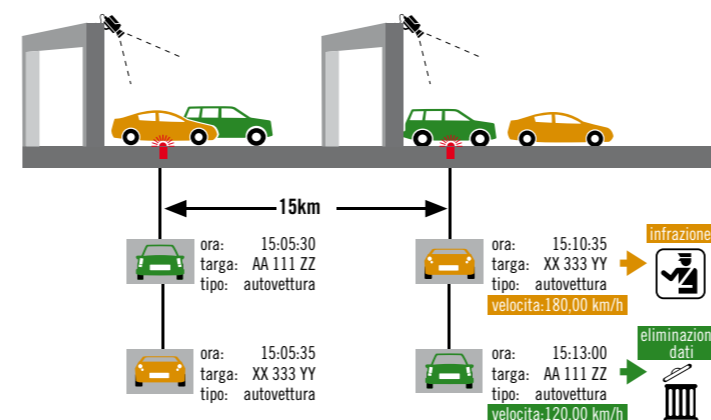 15km
ora: 15:05:30
targa: AA 111 ZZ
tipo: autovettura
ora: 15:05:35
targa: XX 333 YY
tipo: autovettura
ora: 15:10:35
targa: XX 333 YY
tipo: autovettura
velocita:180,00 km/h
infrazione
ora: 15:13:00
targa: AA 111 ZZ
tipo: autovettura
velocita:120,00 km/h
eliminazion
dati